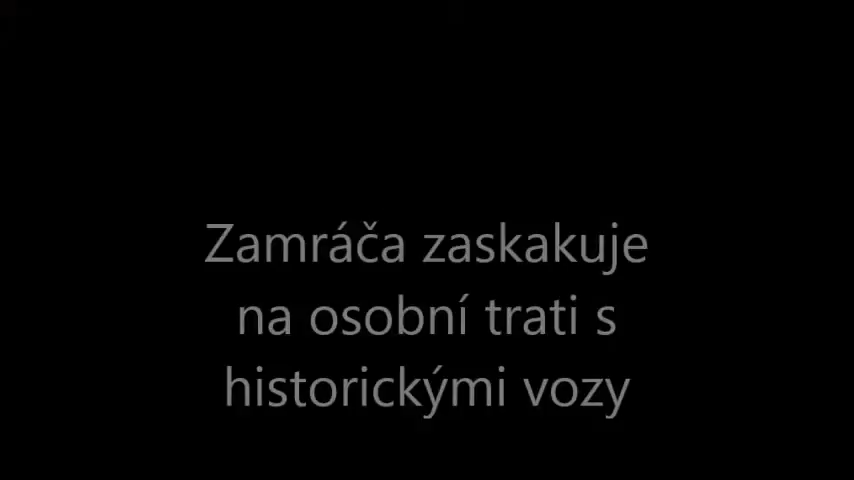 Zamráča zaskakuje
na osobní trati s
historickými vozy